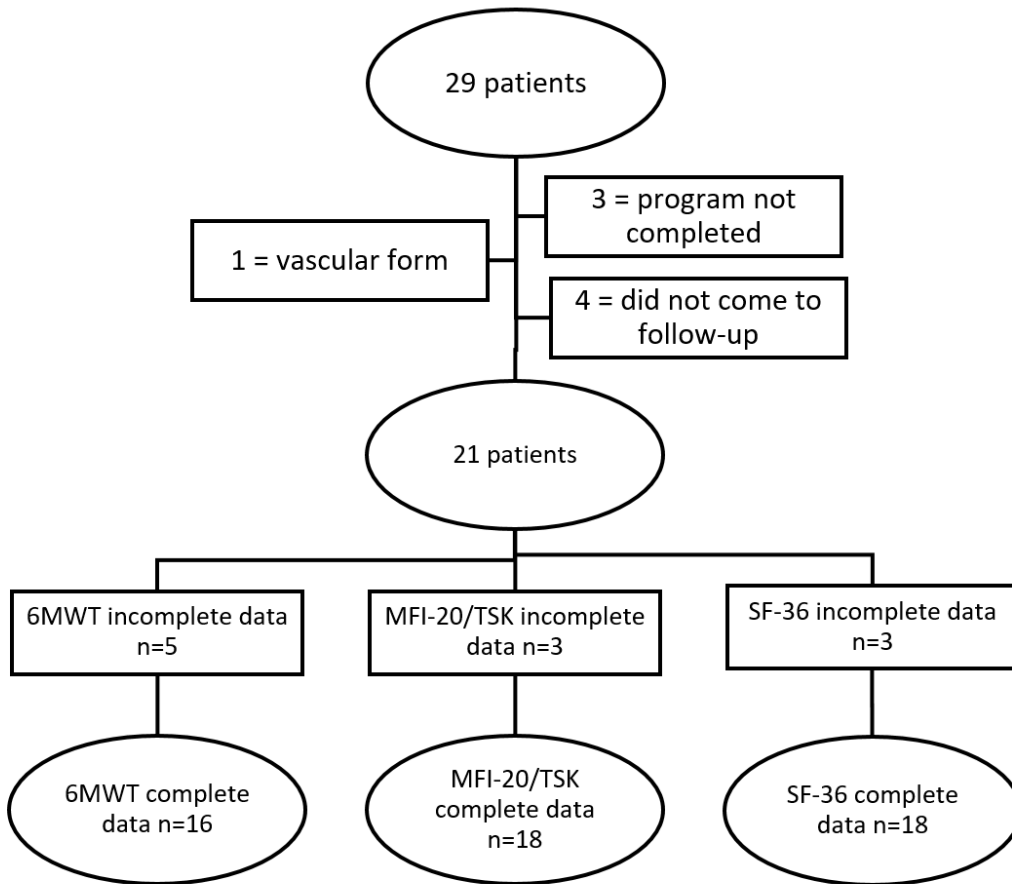 29 patients
3 = program not
completed
1 = vascular form
4 = did not come to
follow-up
21 patients
6MWT incomplete data
n=5
MFI-20/TSK incomplete
data n=3
SF-36 incomplete data
n=3
6MWT complete
data n=16
MFI-20/TSK
complete data
n=18
SF-36 complete
data n=18